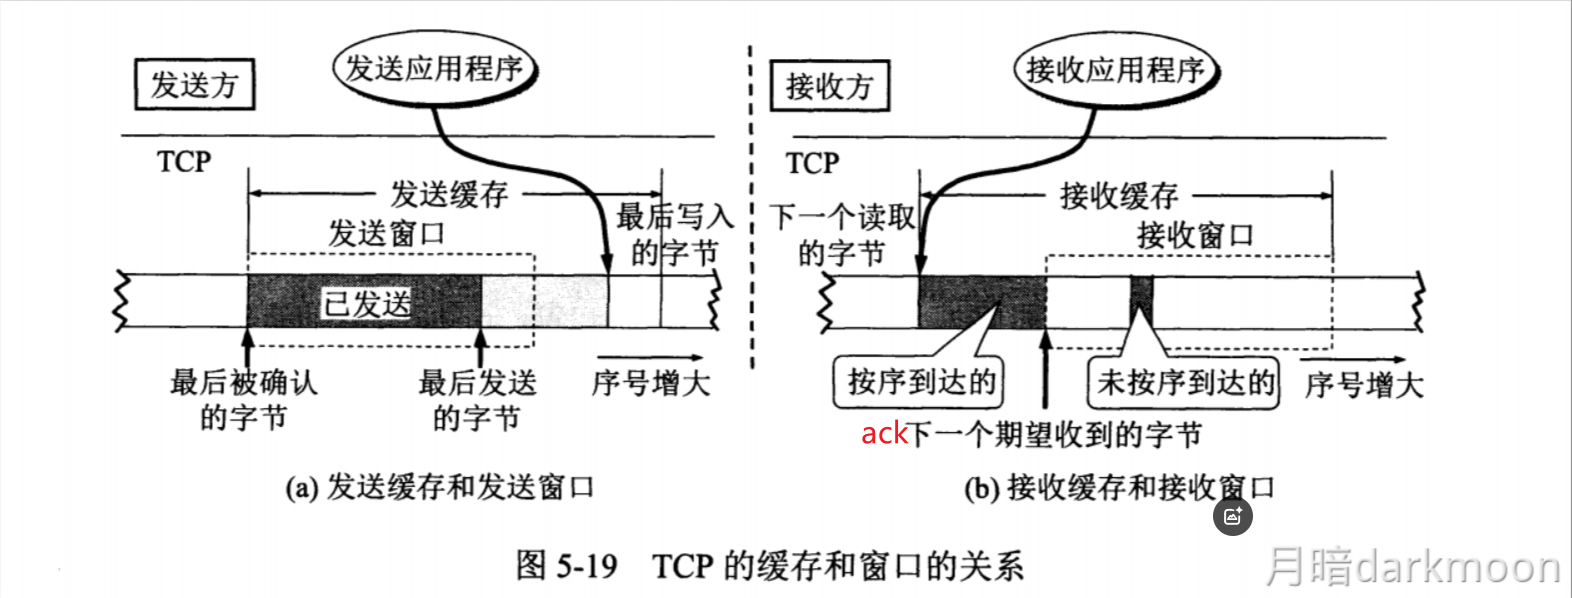 发送方
发送应用程序
接收方
接收应用程序
TCP
TCP
发送缓存
接收缓存
最后写入
的字节
下一个读取
的字节
发送窗口
接收窗口
已发送
最后被确认
的字节
最后发送
的字节
序号增大
按序到达的
未按序到达的
序号增大
ack下一个期望收到的字节
(a) 发送缓存和发送窗口
(b) 接收缓存和接收窗口
图 5-19 TCP 的缓存和窗口的关系
月暗darkmoon